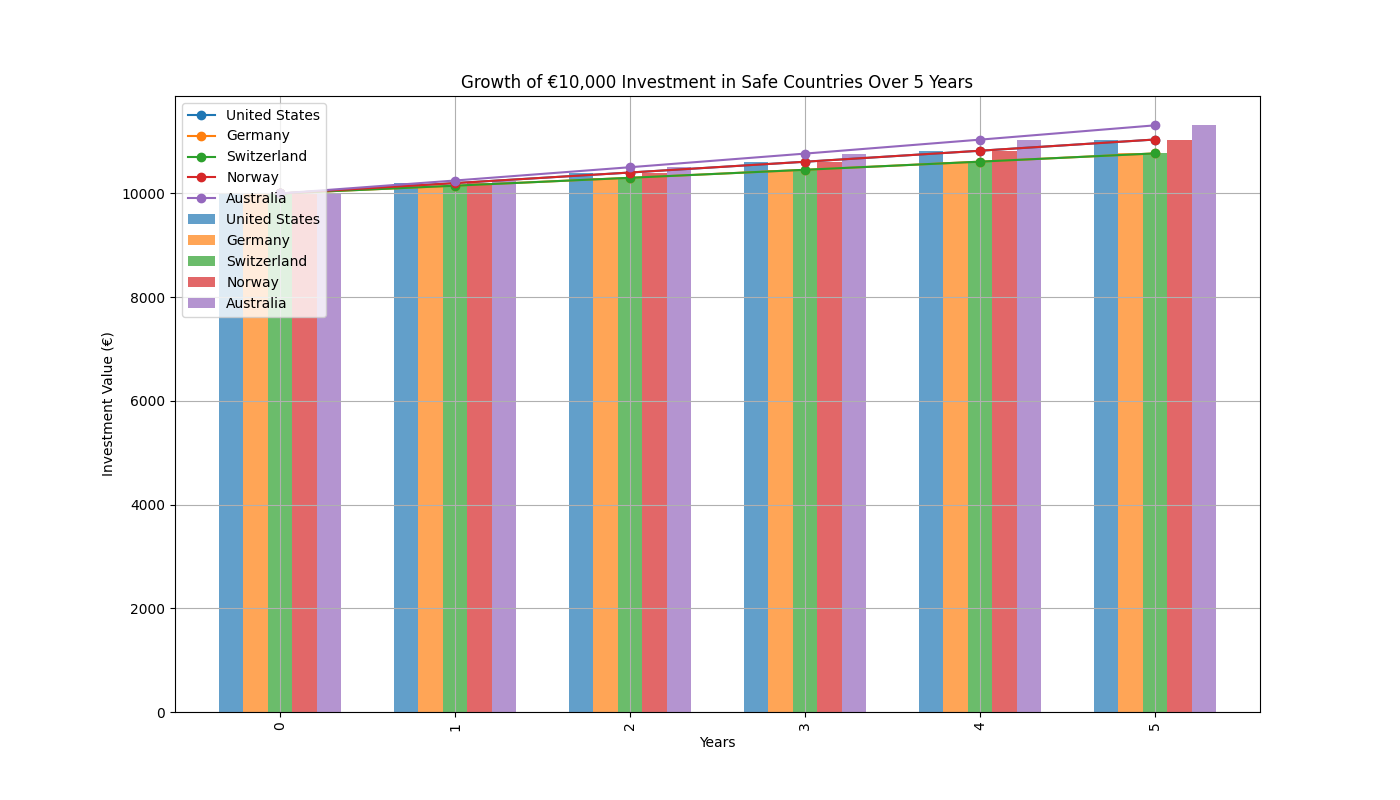 Growth of €10,000 Investment in Safe Countries Over 5 Years
United States
Germany
Switzerland
Norway
Australia
United States
Germany
Switzerland
Norway
Australia
10000
8000
6000
4000
2000
0
Investment Value (€)
0 1 2 3 4 5
Years